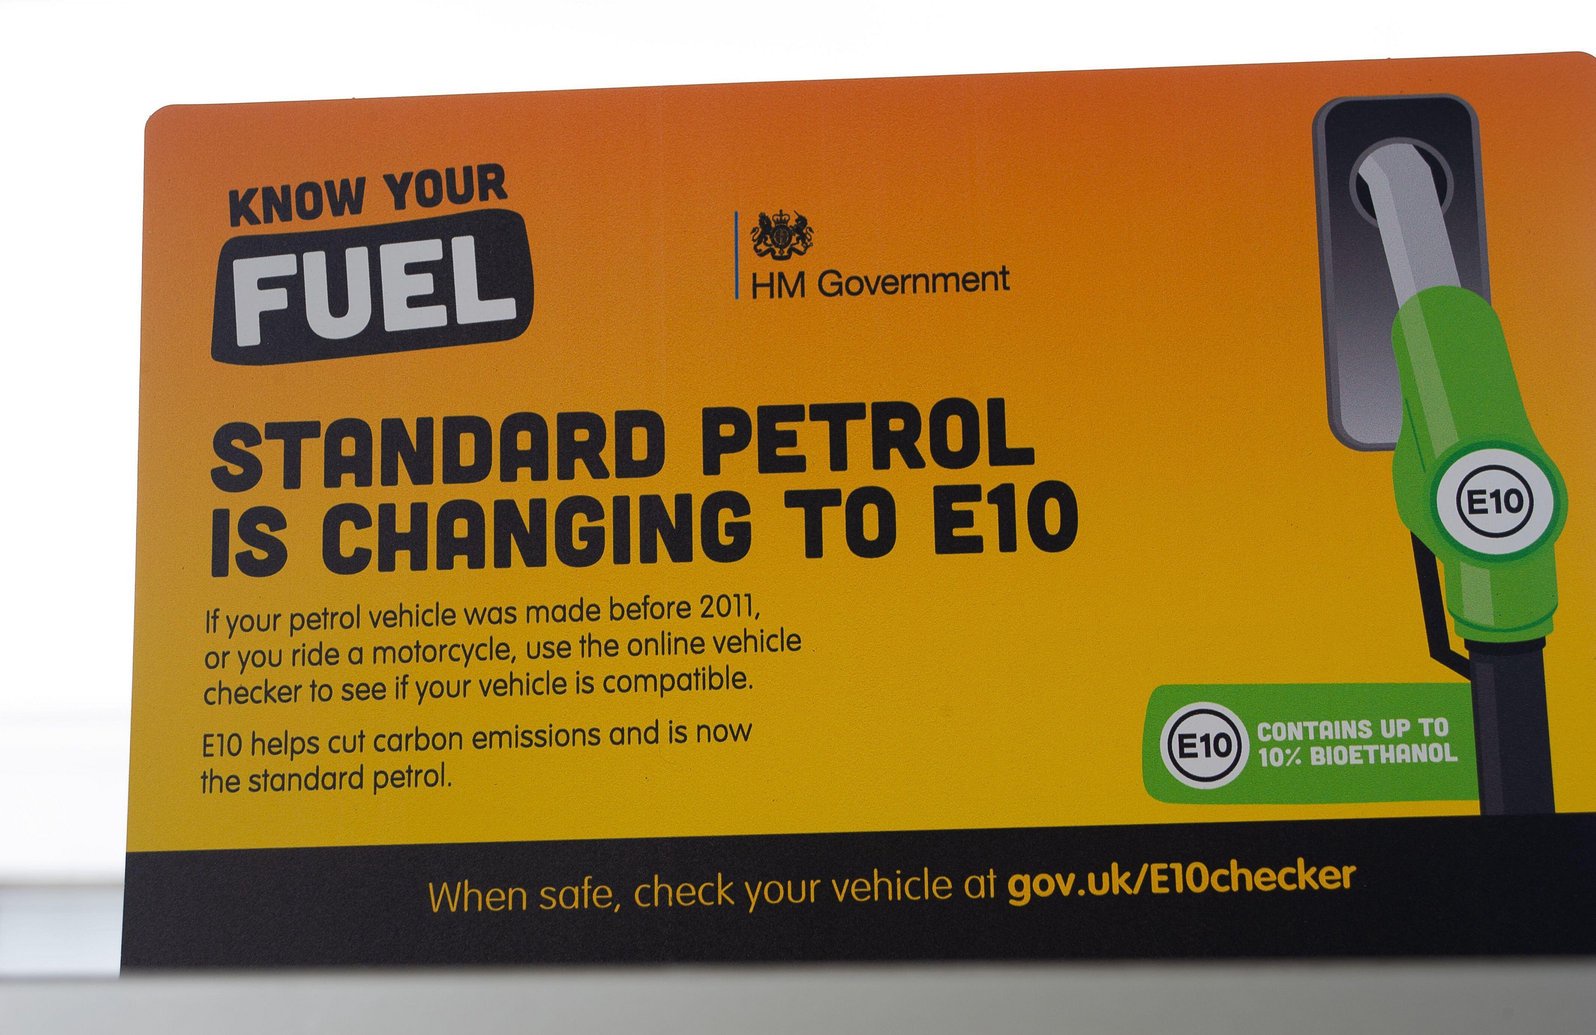 KNOW YOUR
FUEL
HM Government
STANDARD PETROL
IS CHANGING TO E10
If your petrol vehicle was made before 2011,
or you ride a motorcycle, use the online vehicle
checker to see if your vehicle is compatible.
E10 helps cut carbon emissions and is now
the standard petrol.
E10
E10
CONTAINS UP TO
10% BIOETHANOL
When safe, check your vehicle at gov.uk/E10checker